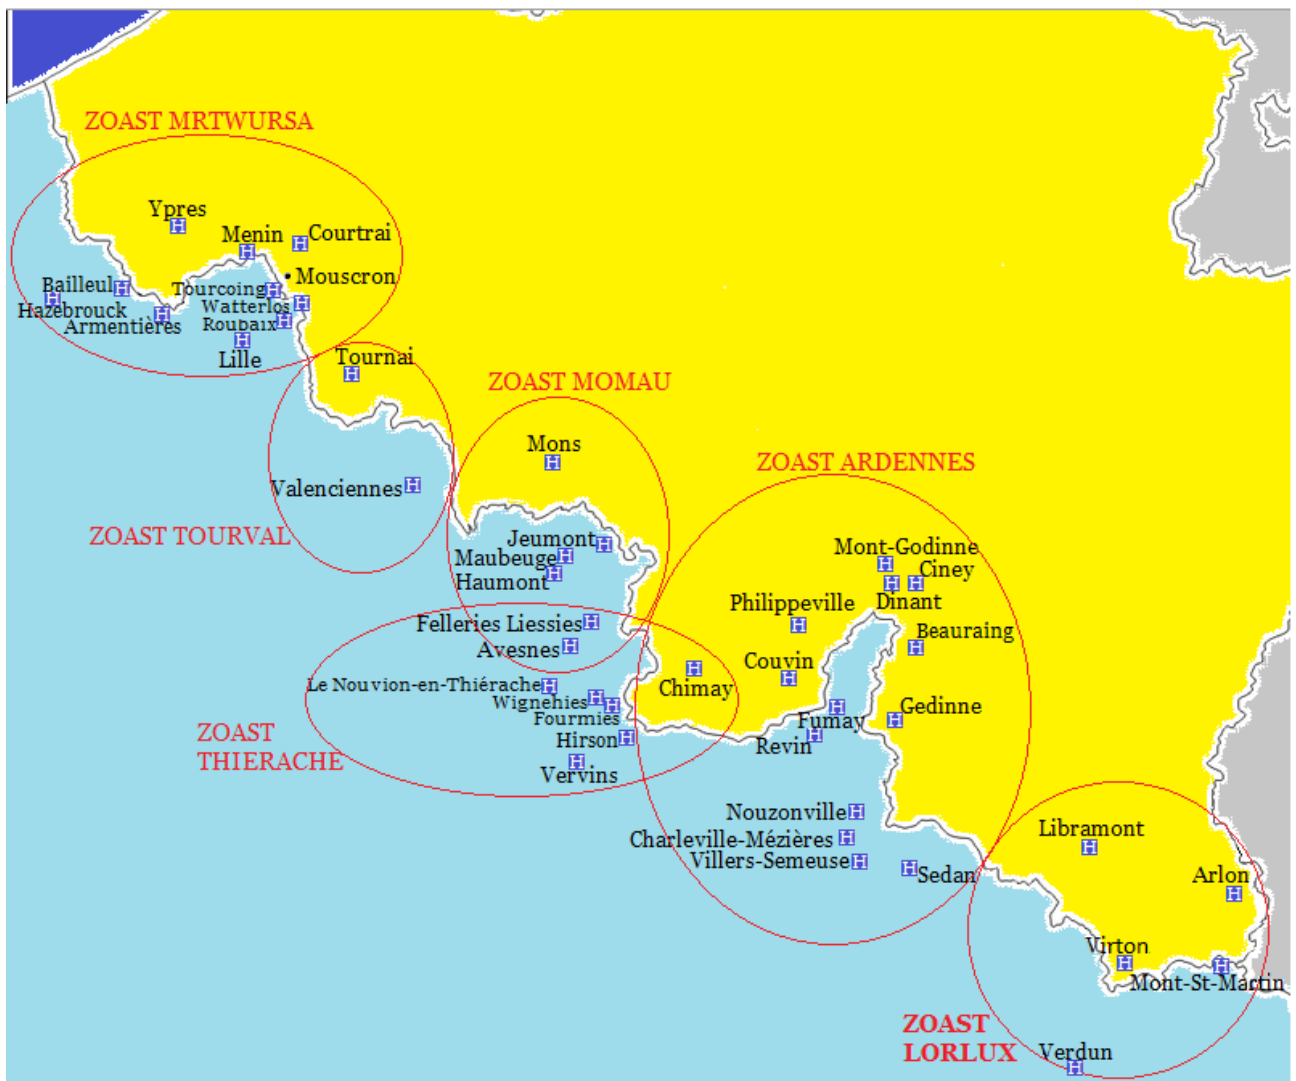 ZOAST MRTWURSA
Ypres
H
Menin
H
Courtrai
H
Mouscron
Bailleul
H
Hazebrouck
H
Armentières
H
Tourcoing
H
Watterlos
H
Roubaix
H
Lille
H
Tournai
H
ZOAST MOMAU
Mons
H
ZOAST ARDENNES
Valenciennes
H
ZOAST TOURVAL
Jeumont
H
Maubeuge
H
Haumont
H
Mont-Godinne
H
Ciney
H
Dinant
H
Philippeville
H
Felleries Liessies
H
Beauraing
H
Avesnes
H
Couvin
H
Chimay
H
Le Nouvion-en-Thiérache
H
Wignehies
H
Fourmies
H
Fumay
H
Gedinne
H
ZOAST
THIERACHE
Hirson
H
Revin
H
Vervins
H
Nouzonville
H
Charleville-Mézières
H
Villers-Semeuse
H
Sedan
H
Libramont
H
Arlon
H
Virton
H
Mont-St-Martin
H
ZOAST
LORLUX
Verdun
H